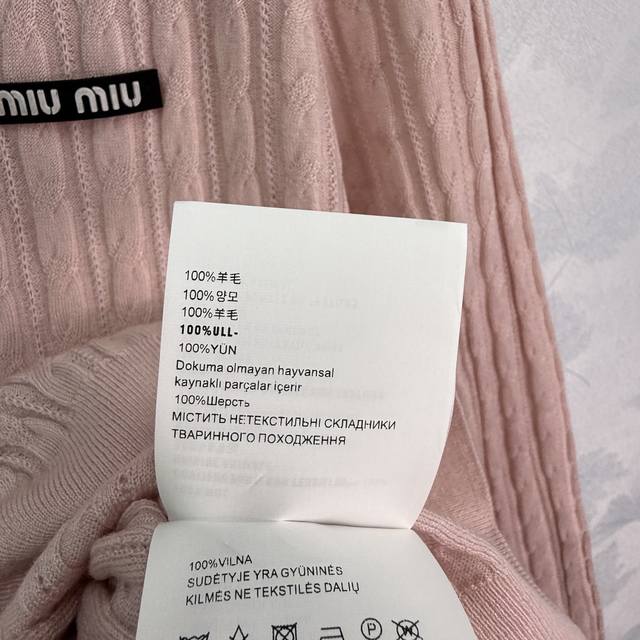 MIU MIU
100%羊毛
100%양모
100%羊毛
100%ULL-
100%YÜN
Dokuma olmayan hayvansal
kaynaklı parçalar içerir
100%Шерсть
МІСТИТЬ НЕТЕКСТИЛЬНІ СКЛАДНИКИ
ТВАРИННОГО ПОХОДЖЕННЯ
100%VILNA
SUDĖTYJE YRA GYŪNINĖS
KILMĖS NE TEKSTILĖS DALIŲ